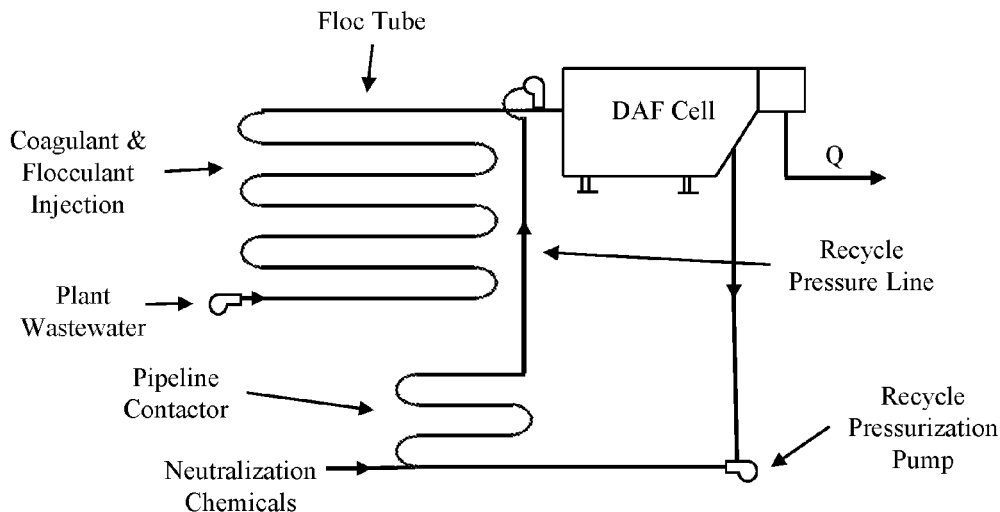 Floc Tube
DAF Cell
Coagulant &
Flocculant
Injection
Q
Recycle
Pressure Line
Plant
Wastewater
Pipeline
Contactor
Recycle
Pressurization
Pump
Neutralization
Chemicals